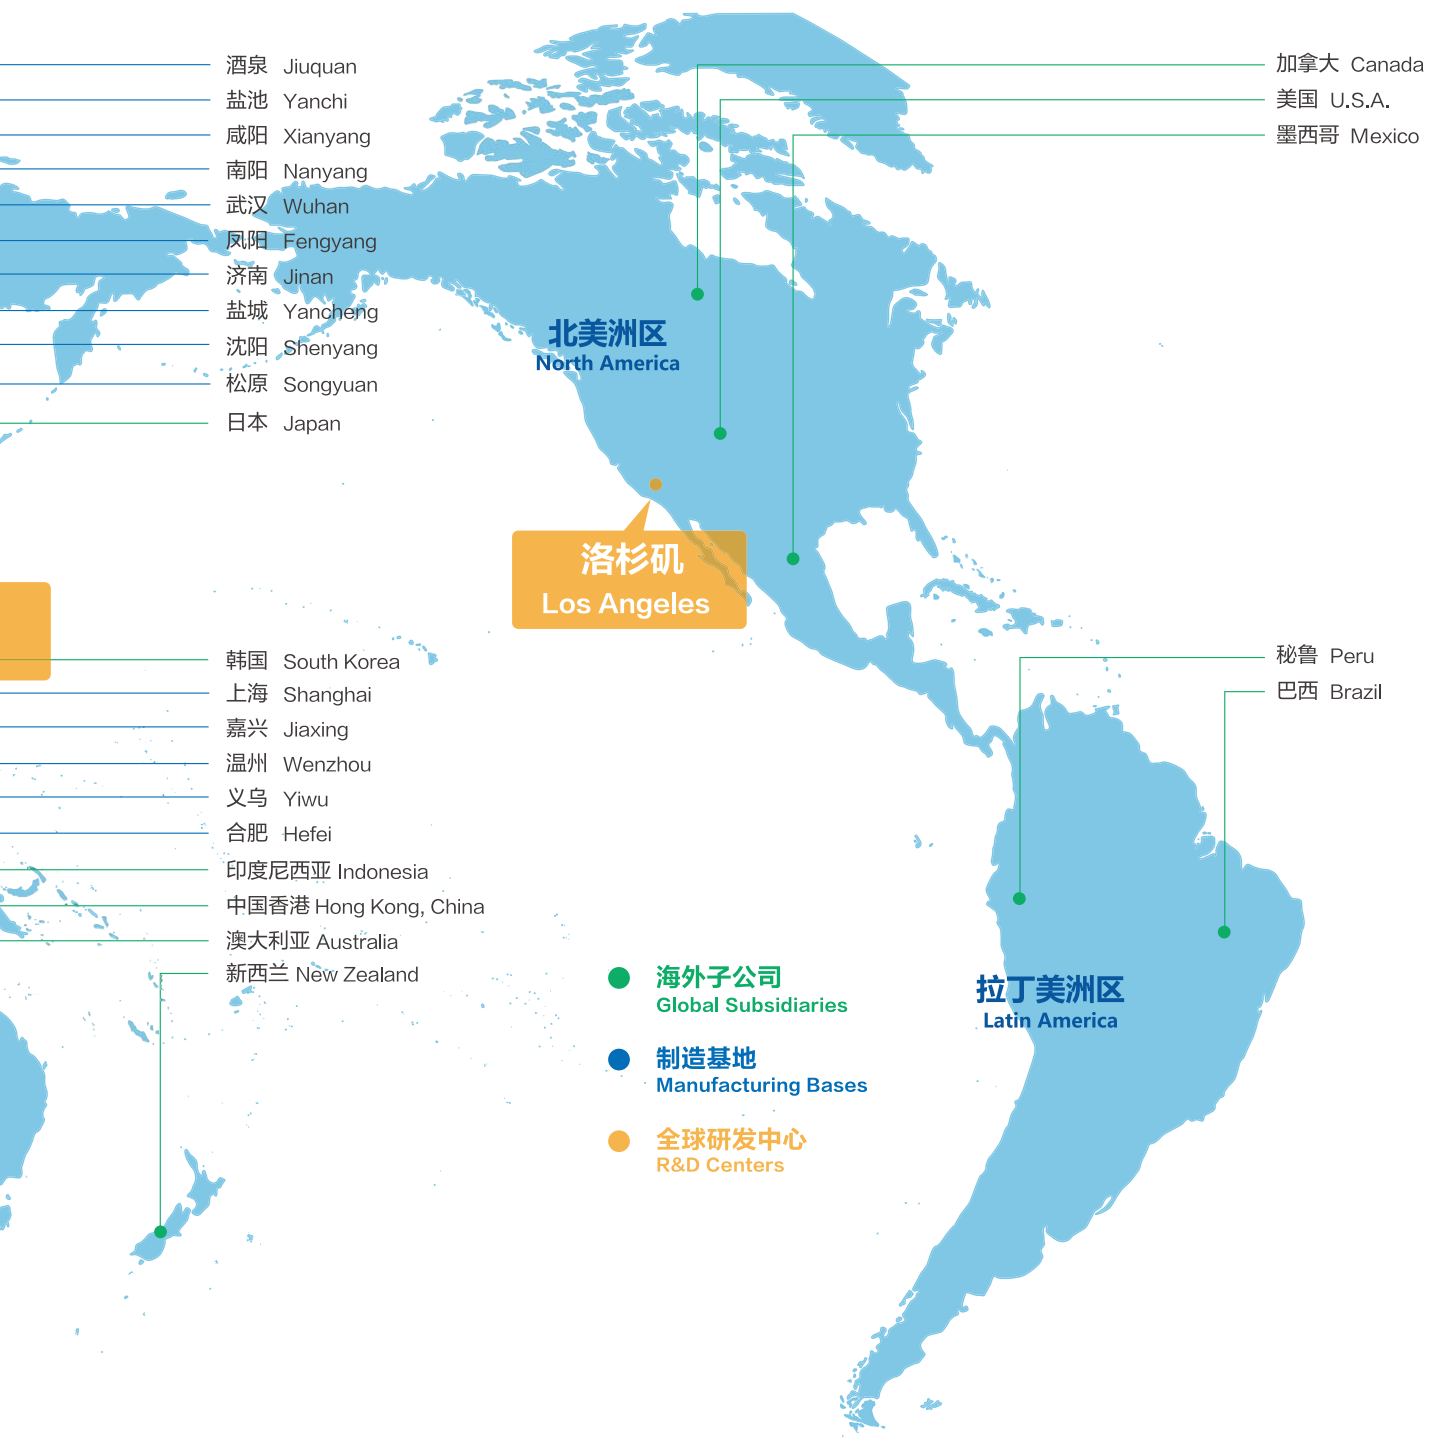 酒泉 Jiuquan
盐池 Yanchi
咸阳 Xianyang
南阳 Nanyang
武汉 Wuhan
凤阳 Fengyang
济南 Jinan
盐城 Yancheng
沈阳 Shenyang
松原 Songyuan
日本 Japan
加拿大 Canada
美国 U.S.A.
墨西哥 Mexico
北美洲区
North America
洛杉矶
Los Angeles
韩国 South Korea
上海 Shanghai
嘉兴 Jiaxing
温州 Wenzhou
义乌 Yiwu
合肥 Hefei
印度尼西亚 Indonesia
中国香港 Hong Kong, China
澳大利亚 Australia
新西兰 New Zealand
秘鲁 Peru
巴西 Brazil
拉丁美洲区
Latin America
海外子公司
Global Subsidiaries
制造基地
Manufacturing Bases
全球研发中心
R&D Centers